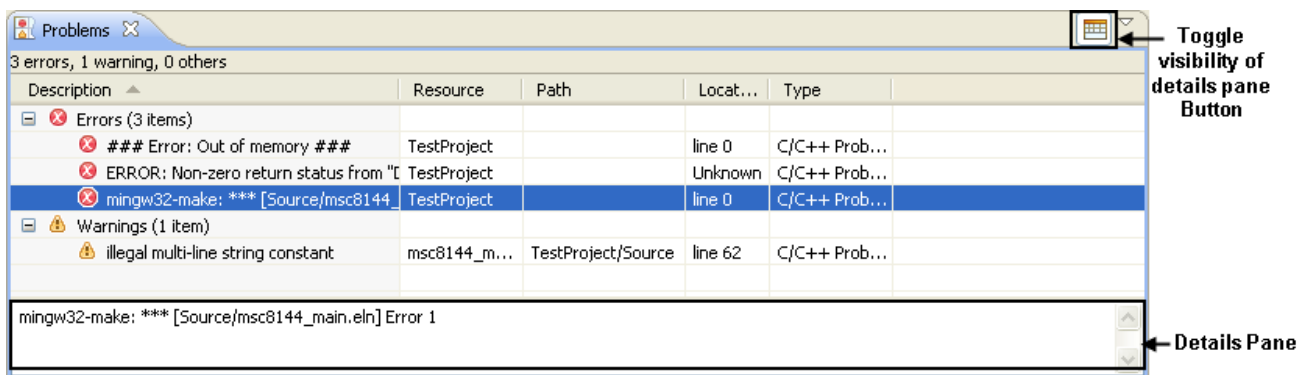 Problems
3 errors, 1 warning, 0 others
Description Resource Path Locat... Type
Errors (3 items)
### Error: Out of memory ### TestProject line 0 C/C++ Prob...
ERROR: Non-zero return status from " TestProject Unknown C/C++ Prob...
mingw32-make: *** [Source/msc8144_ TestProject line 0 C/C++ Prob...
Warnings (1 item)
illegal multi-line string constant msc8144_m... TestProject/Source line 62 C/C++ Prob...
mingw32-make: *** [Source/msc8144_main.eln] Error 1
Toggle
visibility of
details pane
Button
Details Pane